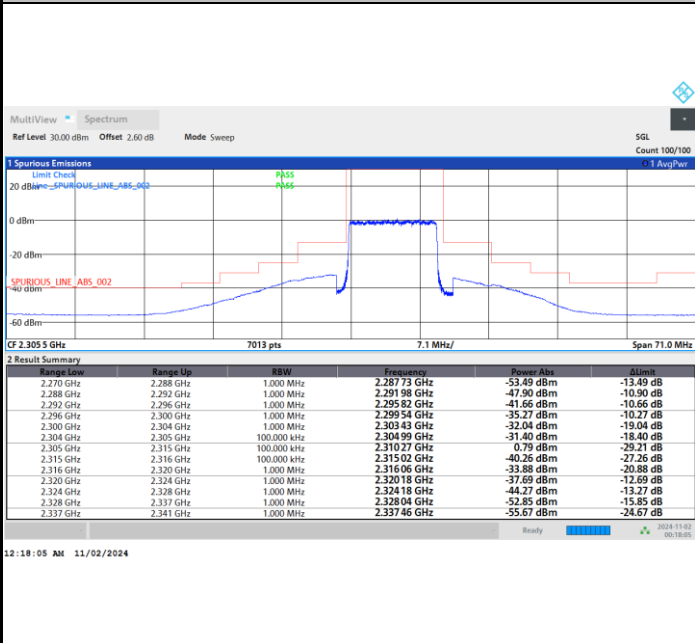 MultiView Spectrum
Ref Level 30.00 dBm Offset 2.60 dB Mode Sweep SGL
Count 100/100
1 Spurious Emissions 1 AvgPwr
Limit Check PASS
20 dBm Line _SPURIOUS_LINE_ABS_002 PASS
0 dBm
-20 dBm
_SPURIOUS_LINE_ABS_002
-40 dBm
-60 dBm
CF 2.305 5 GHz 7013 pts 7.1 MHz/ Span 71.0 MHz
2 Result Summary
Range Low Range Up RBW Frequency Power Abs ΔLimit
2.270 GHz 2.288 GHz 1.000 MHz 2.287 73 GHz -53.49 dBm -13.49 dB
2.288 GHz 2.292 GHz 1.000 MHz 2.291 98 GHz -47.90 dBm -10.90 dB
2.292 GHz 2.296 GHz 1.000 MHz 2.295 82 GHz -41.66 dBm -10.66 dB
2.296 GHz 2.300 GHz 1.000 MHz 2.299 54 GHz -35.27 dBm -10.27 dB
2.300 GHz 2.304 GHz 1.000 MHz 2.303 43 GHz -32.04 dBm -19.04 dB
2.304 GHz 2.305 GHz 100.000 kHz 2.304 99 GHz -31.40 dBm -18.40 dB
2.305 GHz 2.315 GHz 100.000 kHz 2.310 27 GHz 0.79 dBm -29.21 dB
2.315 GHz 2.316 GHz 100.000 kHz 2.315 02 GHz -40.26 dBm -27.26 dB
2.316 GHz 2.320 GHz 1.000 MHz 2.316 06 GHz -33.88 dBm -20.88 dB
2.320 GHz 2.324 GHz 1.000 MHz 2.320 18 GHz -37.69 dBm -12.69 dB
2.324 GHz 2.328 GHz 1.000 MHz 2.324 18 GHz -44.27 dBm -13.27 dB
2.328 GHz 2.337 GHz 1.000 MHz 2.328 04 GHz -52.85 dBm -15.85 dB
2.337 GHz 2.341 GHz 1.000 MHz 2.337 46 GHz -55.67 dBm -24.67 dB
Ready 2024-11-02
00:18:05
12:18:05 AM 11/02/2024